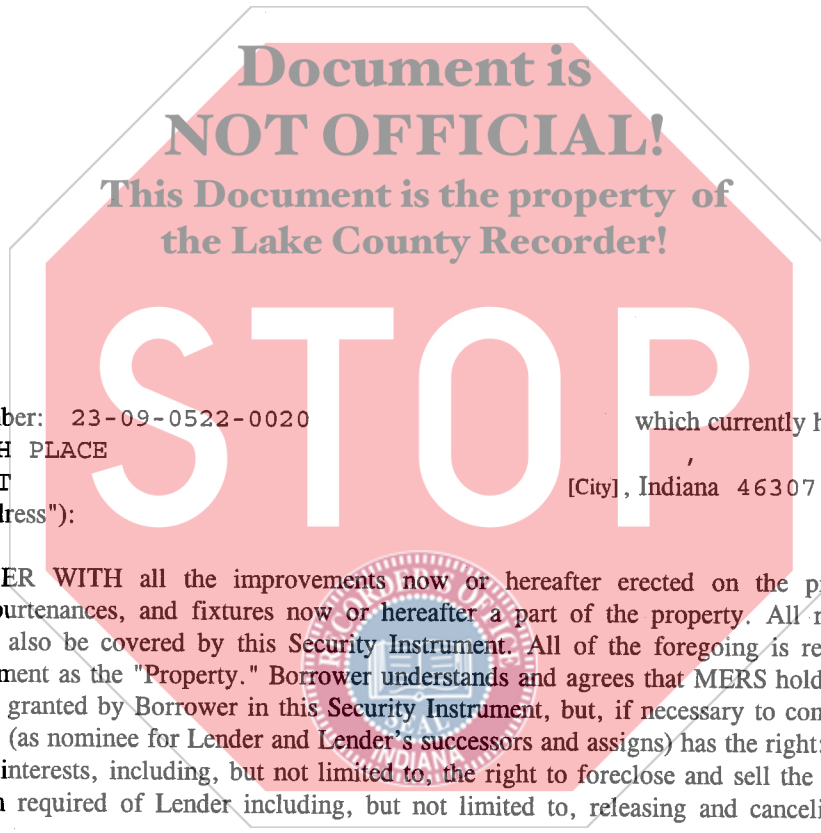 Document is
NOT OFFICIAL!
This Document is the property of
the Lake County Recorder!
STOP
ber: 23-09-0522-0020 which currently h
H PLACE ,
T [City], Indiana 46307
dress"):
ER WITH all the improvements now or hereafter erected on the p
ourtenances, and fixtures now or hereafter a part of the property. All r
also be covered by this Security Instrument. All of the foregoing is re
ment as the "Property." Borrower understands and agrees that MERS hold
granted by Borrower in this Security Instrument, but, if necessary to com
(as nominee for Lender and Lender's successors and assigns) has the right:
interests, including, but not limited to, the right to foreclose and sell the
n required of Lender including, but not limited to, releasing and canceli
RECORDER'S OFFICE
SEAL
INDIANA